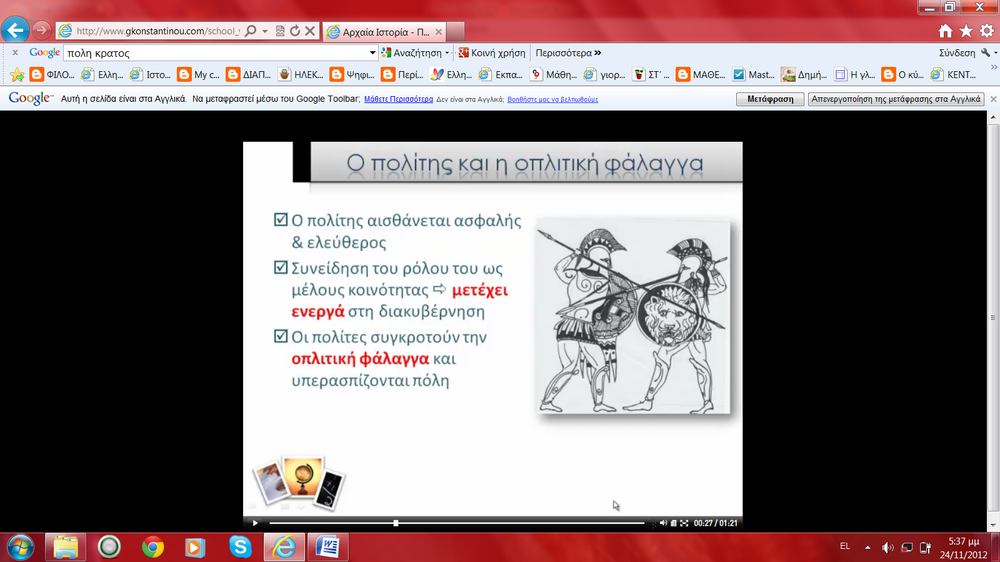 http://www.gkonstantinou.com/school_
Αρχαία Ιστορία - Π...
x Google πολη κρατος Αναζήτηση Κοινή χρήση Περισσότερα » Σύνδεση
ΦΙΛΟ... Ελλη... Ιστο... My c... ΔΙΑΠ... ΗΛΕΚ... Ψηφι... Περί... Ελλη... Εκπα... Μάθη... γιορ... ΣΤ΄ ... ΜΑΘΕ... Mast... Δημή... Η γλ... Ο κύ... ΚΕΝΤ...
Google™ Αυτή η σελίδα είναι στα Αγγλικά. Να μεταφραστεί μέσω του Google Toolbar; Μάθετε Περισσότερα Δεν είναι στα Αγγλικά; Βοηθήστε μας να βελτιωθούμε Μετάφραση Απενεργοποίηση της μετάφρασης στα Αγγλικά
Ο πολίτης και η οπλιτική φάλαγγα
Ο πολίτης αισθάνεται ασφαλής
& ελεύθερος
Συνείδηση του ρόλου του ως
μέλους κοινότητας ⇨ μετέχει
ενεργά στη διακυβέρνηση
Οι πολίτες συγκροτούν την
οπλιτική φάλαγγα και
υπερασπίζονται πόλη
00:27 / 01:21
EL
5:37 μμ
24/11/2012